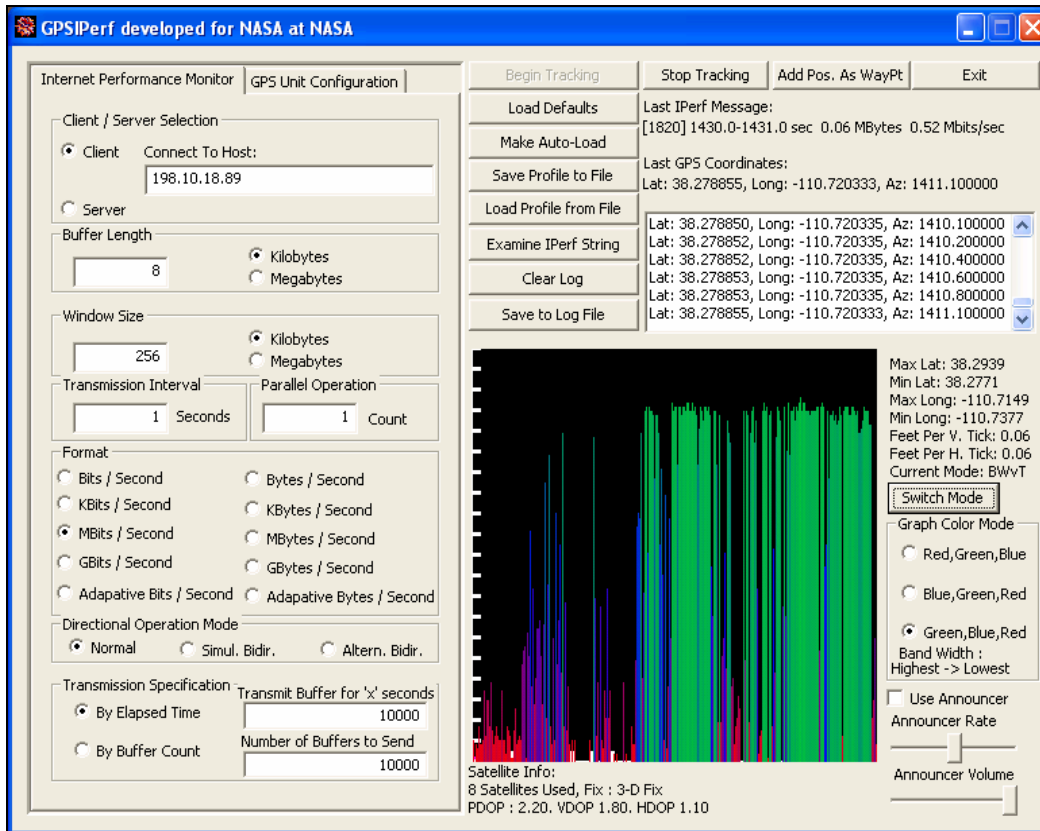 GPSIPerf developed for NASA at NASA
Internet Performance Monitor
GPS Unit Configuration
Client / Server Selection
Client
Connect To Host:
198.10.18.89
Server
Buffer Length
8
Kilobytes
Megabytes
Window Size
256
Kilobytes
Megabytes
Transmission Interval
1 Seconds
Parallel Operation
1 Count
Format
Bits / Second
Bytes / Second
KBits / Second
KBytes / Second
MBits / Second
MBytes / Second
GBits / Second
GBytes / Second
Adapative Bits / Second
Adapative Bytes / Second
Directional Operation Mode
Normal
Simul. Bidir.
Altern. Bidir.
Transmission Specification
Transmit Buffer for 'x' seconds
By Elapsed Time
10000
Number of Buffers to Send
By Buffer Count
10000
Begin Tracking
Stop Tracking
Add Pos. As WayPt
Exit
Load Defaults
Make Auto-Load
Save Profile to File
Load Profile from File
Examine IPerf String
Clear Log
Save to Log File
Last IPerf Message:
[1820] 1430.0-1431.0 sec 0.06 MBytes 0.52 Mbits/sec
Last GPS Coordinates:
Lat: 38.278855, Long: -110.720333, Az: 1411.100000
Lat: 38.278850, Long: -110.720335, Az: 1410.100000
Lat: 38.278852, Long: -110.720335, Az: 1410.200000
Lat: 38.278852, Long: -110.720335, Az: 1410.400000
Lat: 38.278853, Long: -110.720335, Az: 1410.600000
Lat: 38.278853, Long: -110.720335, Az: 1410.800000
Lat: 38.278855, Long: -110.720333, Az: 1411.100000
Max Lat: 38.2939
Min Lat: 38.2771
Max Long: -110.7149
Min Long: -110.7377
Feet Per V. Tick: 0.06
Feet Per H. Tick: 0.06
Current Mode: BWvT
Switch Mode
Graph Color Mode
Red,Green,Blue
Blue,Green,Red
Green,Blue,Red
Band Width :
Highest -> Lowest
Use Announcer
Announcer Rate
Announcer Volume
Satellite Info:
8 Satellites Used, Fix : 3-D Fix
PDOP : 2.20. VDOP 1.80. HDOP 1.10